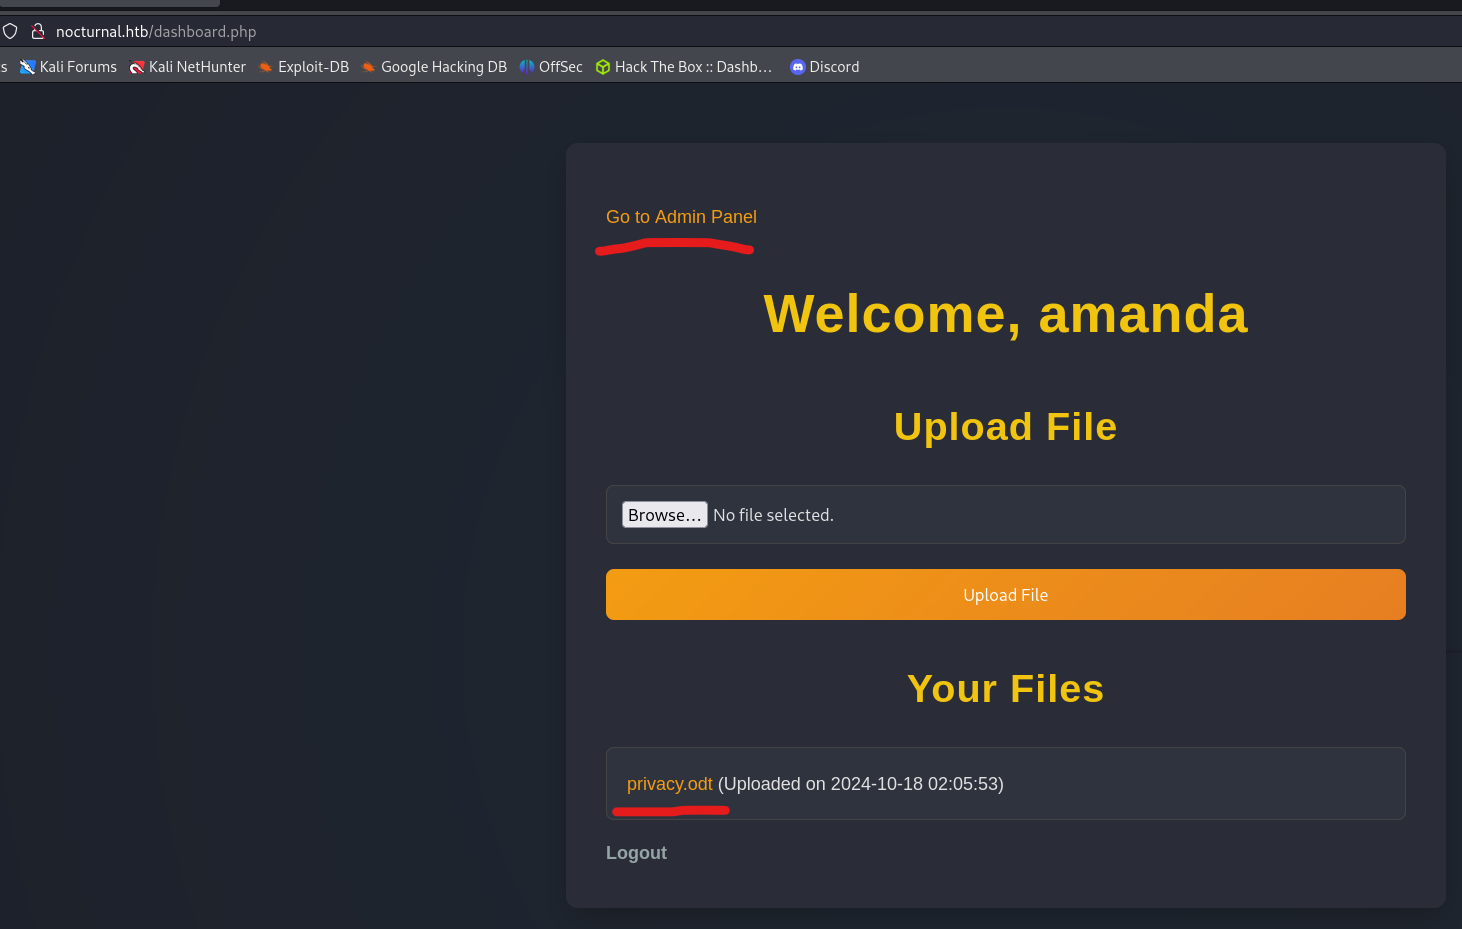 nocturnal.htb/dashboard.php
s Kali Forums Kali NetHunter Exploit-DB Google Hacking DB OffSec Hack The Box :: Dashb… Discord
Go to Admin Panel
Welcome, amanda
Upload File
Browse… No file selected.
Upload File
Your Files
privacy.odt (Uploaded on 2024-10-18 02:05:53)
Logout